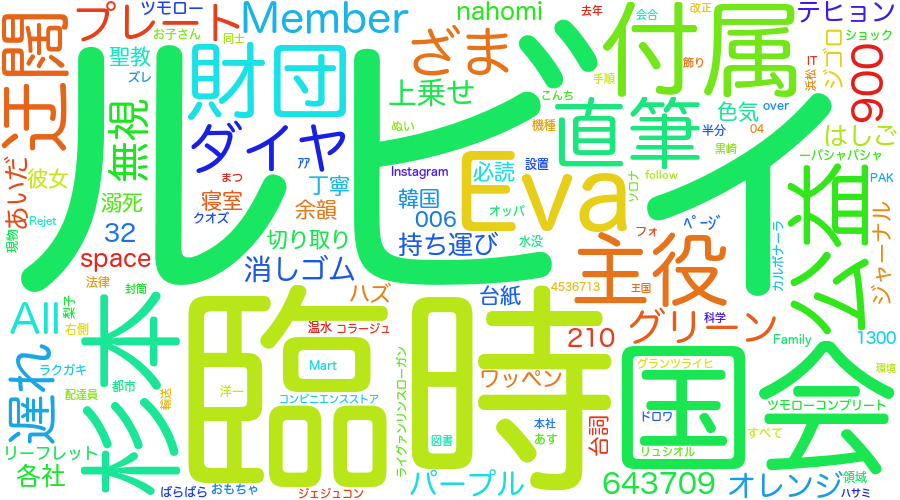 ツモロー
プレート
お子さん
同士
Member
nahomi
去年
会合
改正
テヒョン
迂闊
聖教
ズレ
財団
ざま
付属
飾り
浜松
IT
ジゴロ
ショック
900
ルビツィ
無視
ダイヤ
上乗せ
こんち
手順
直筆
色気
over
半分
04
黒崎
はしご
ーパシャパシャ
あいだ
彼女
溺死
まつ
クオズ
寝室
丁寧
余韻
ｱｱ
ぬい
Instagram
韓国
006
必読
Eva
機種
設置
オッパ
ソロナ
follow
PAK
公益
現物
Rejet
32
space
切り取り
持ち運び
水没
フォ
主役
ﾍﾟｰｼﾞ
カルボナーラ
ジャーナル
法律
封筒
消しゴム
ハズ
台紙
4536713
王国
All
梨子
右側
杉本
臨時
温水
コラージュ
210
グリーン
科学
Family
1300
遅れ
ラクガキ
配達員
都市
輸送
洋一
Mart
コンビニエンスストア
ライヴァンリンスローガン
ワッペン
グランツライヒ
国会
環境
リーフレット
各社
図書
本社
あす
台詞
ドロワ
リュシオル
ツモローコンプリート
すべて
ばらばら
おもちゃ
ジェジュコン
パープル
643709
オレンジ
領域
ハサミ